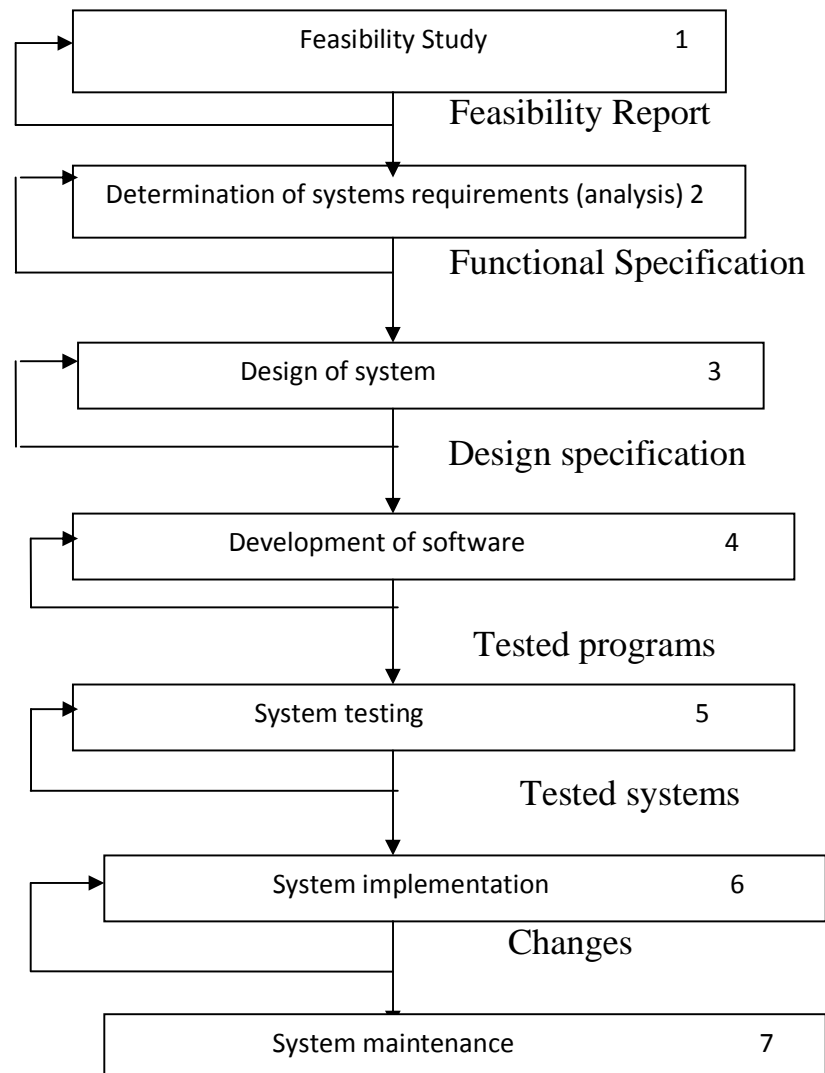 Feasibility Study 1
Feasibility Report
Determination of systems requirements (analysis) 2
Functional Specification
Design of system 3
Design specification
Development of software 4
Tested programs
System testing 5
Tested systems
System implementation 6
Changes
System maintenance 7